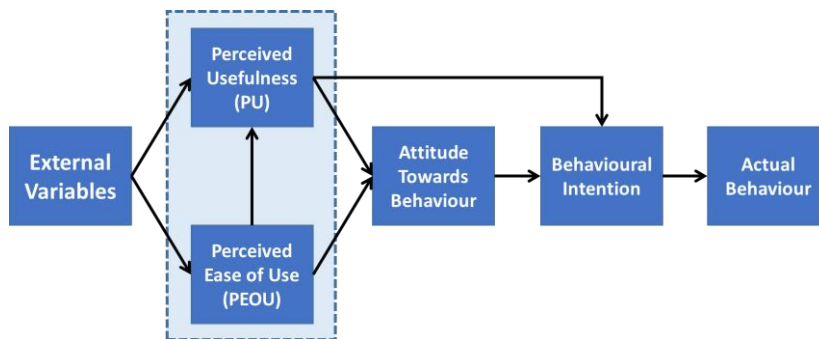 External
Variables
Perceived
Usefulness
(PU)
Perceived
Ease of Use
(PEOU)
Attitude
Towards
Behaviour
Behavioural
Intention
Actual
Behaviour